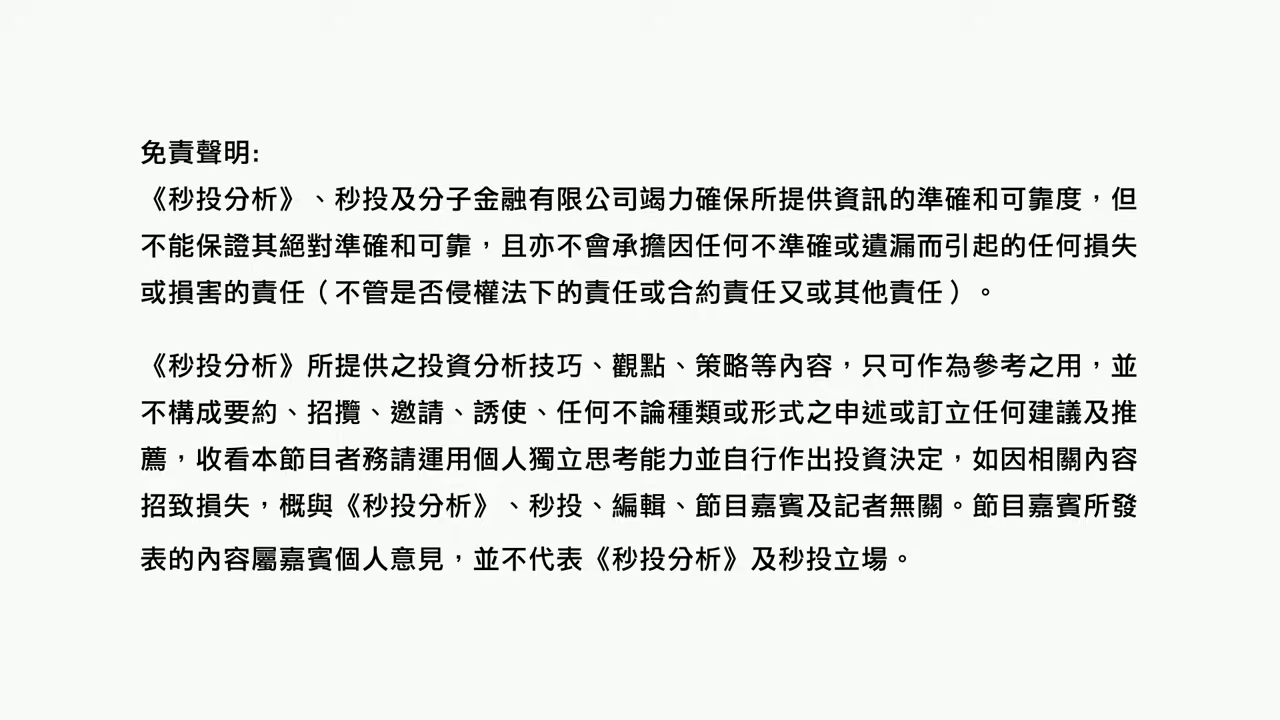 免責聲明:
《秒投分析》、秒投及分子金融有限公司竭力確保所提供資訊的準確和可靠度，但
不能保證其絕對準確和可靠，且亦不會承擔因任何不準確或遺漏而引起的任何損失
或損害的責任（不管是否侵權法下的責任或合約責任又或其他責任）。
《秒投分析》所提供之投資分析技巧、觀點、策略等內容，只可作為參考之用，並
不構成要約、招攬、邀請、誘使、任何不論種類或形式之申述或訂立任何建議及推
薦，收看本節目者務請運用個人獨立思考能力並自行作出投資決定，如因相關內容
招致損失，概與《秒投分析》、秒投、編輯、節目嘉賓及記者無關。節目嘉賓所發
表的內容屬嘉賓個人意見，並不代表《秒投分析》及秒投立場。